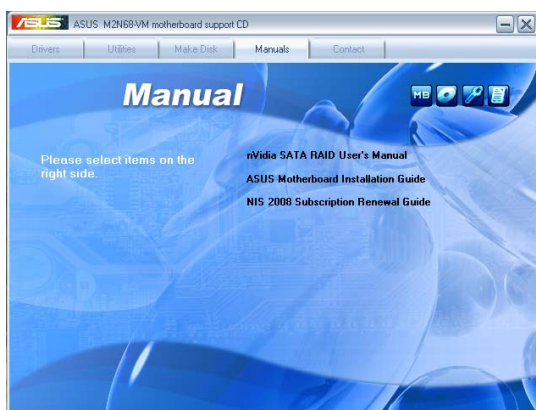 ASUS ASUS M2N68-VM motherboard support CD
Drivers Utilities Make Disk Manuals Contact
Manual
MB
Please select items on the
right side.
nVidia SATA RAID User's Manual
ASUS Motherboard Installation Guide
NIS 2008 Subscription Renewal Guide